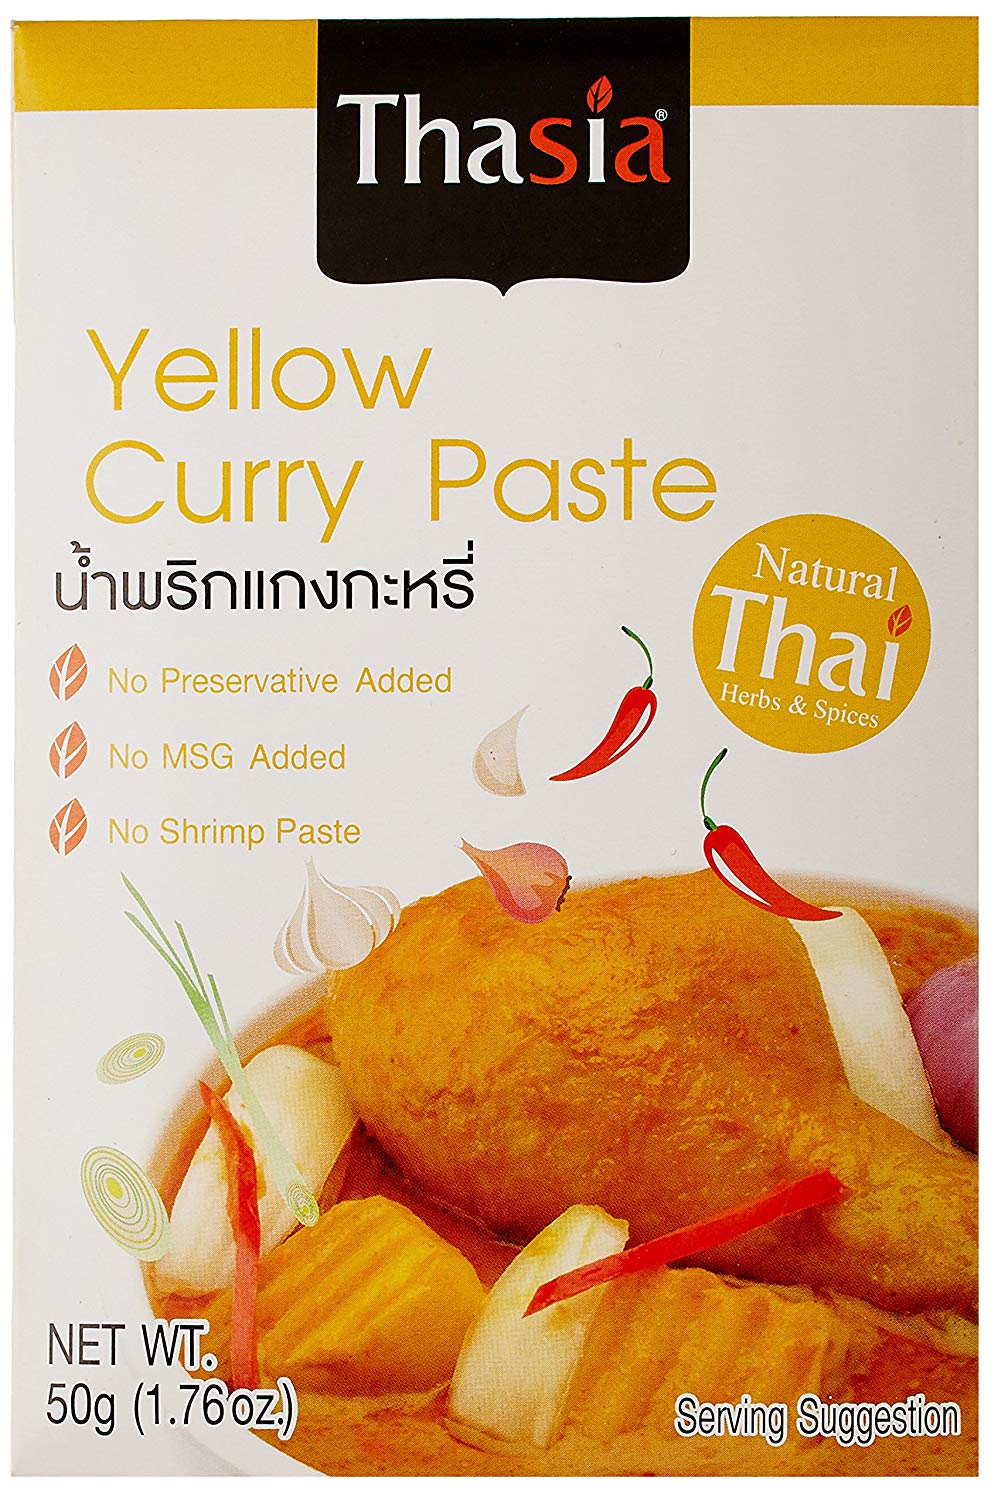 Thasia®
Yellow
Curry Paste
น้ำพริกแกงกะหรี่
Natural
Thai
Herbs & Spices
No Preservative Added
No MSG Added
No Shrimp Paste
NET WT.
50g (1.76oz.)
Serving Suggestion